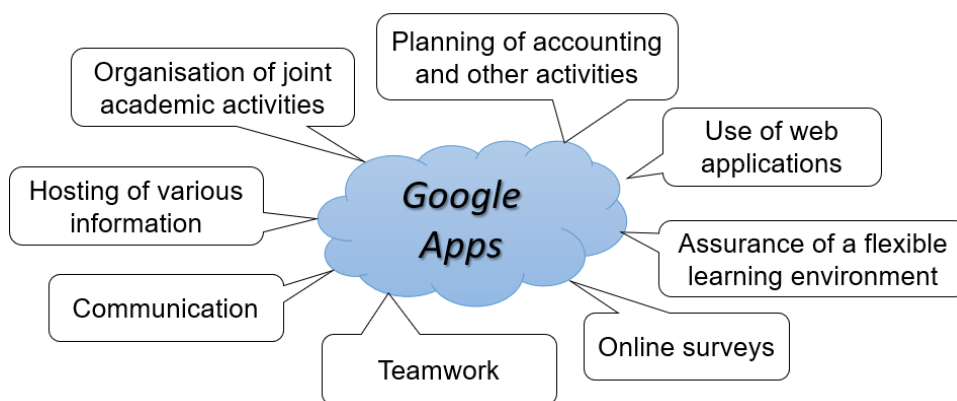 Planning of accounting
and other activities
Organisation of joint
academic activities
Use of web
applications
Hosting of various
information
Google
Apps
Assurance of a flexible
learning environment
Communication
Online surveys
Teamwork